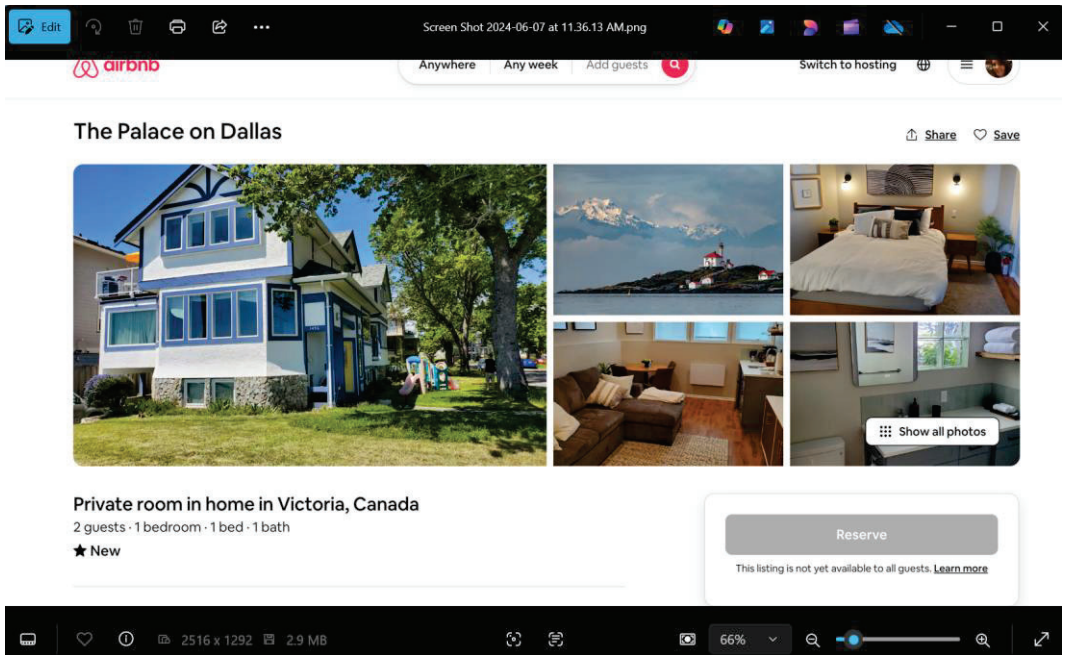 Edit
Screen Shot 2024-06-07 at 11.36.13 AM.png
airbnb
Anywhere Any week Add guests
Switch to hosting
The Palace on Dallas
Share Save
Show all photos
Private room in home in Victoria, Canada
2 guests · 1 bedroom · 1 bed · 1 bath
★ New
Reserve
This listing is not yet available to all guests. Learn more
2516 x 1292 2.9 MB
66%